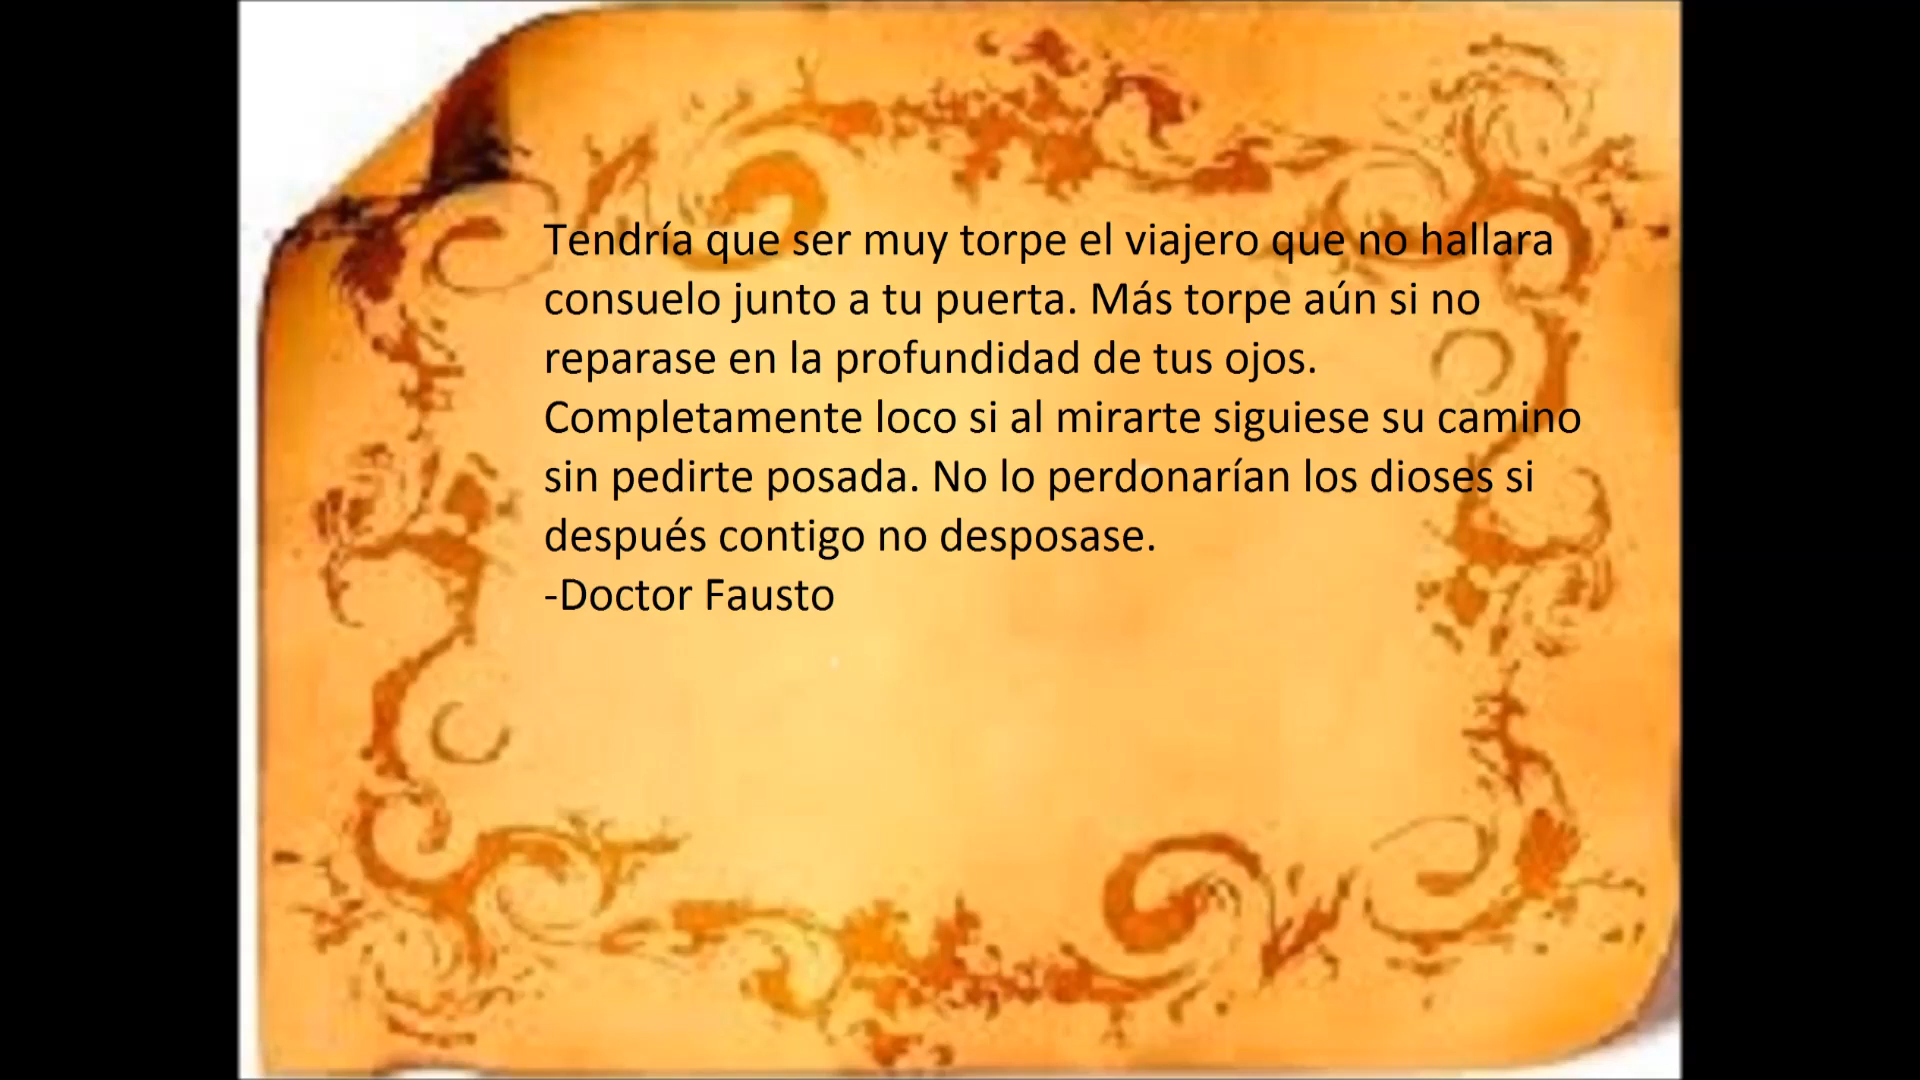 Tendría que ser muy torpe el viajero que no hallara
consuelo junto a tu puerta. Más torpe aún si no
reparase en la profundidad de tus ojos.
Completamente loco si al mirarte siguiese su camino
sin pedirte posada. No lo perdonarían los dioses si
después contigo no desposase.
-Doctor Fausto